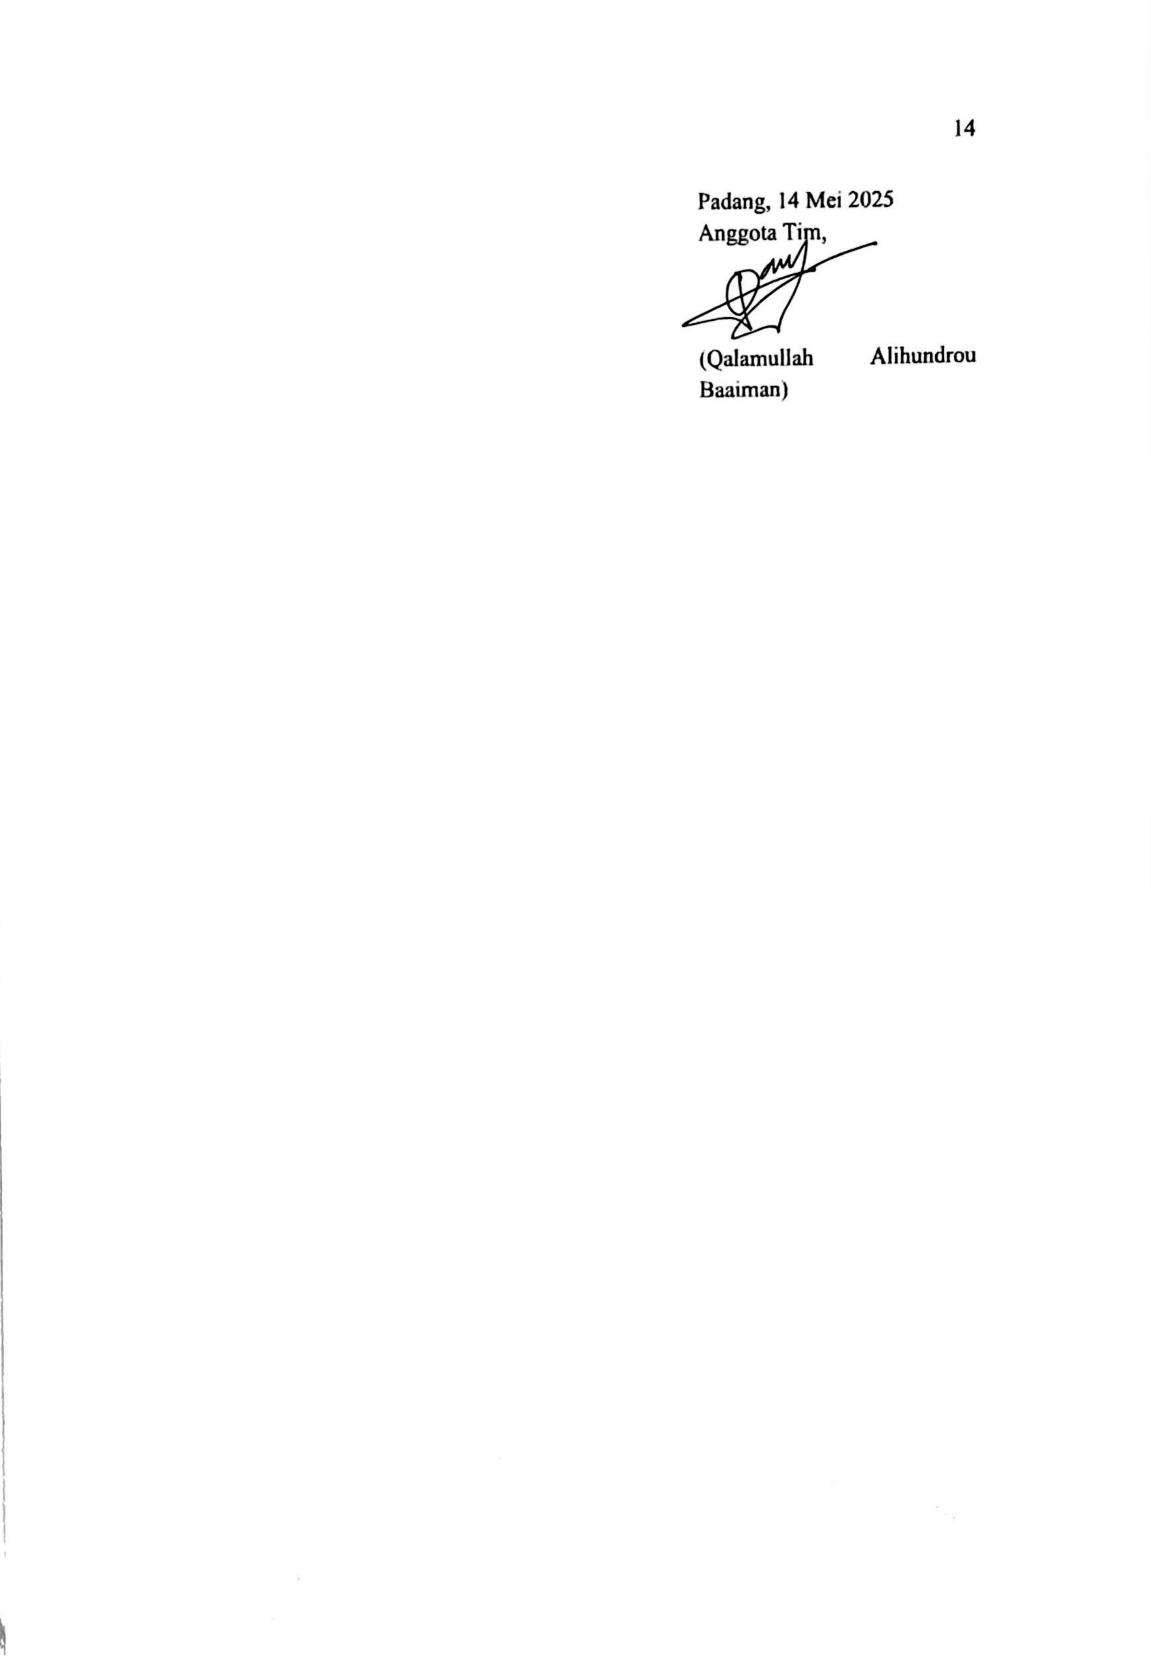 14
Padang, 14 Mei 2025
Anggota Tim,
(Qalamullah Alihundrou
Baaiman)